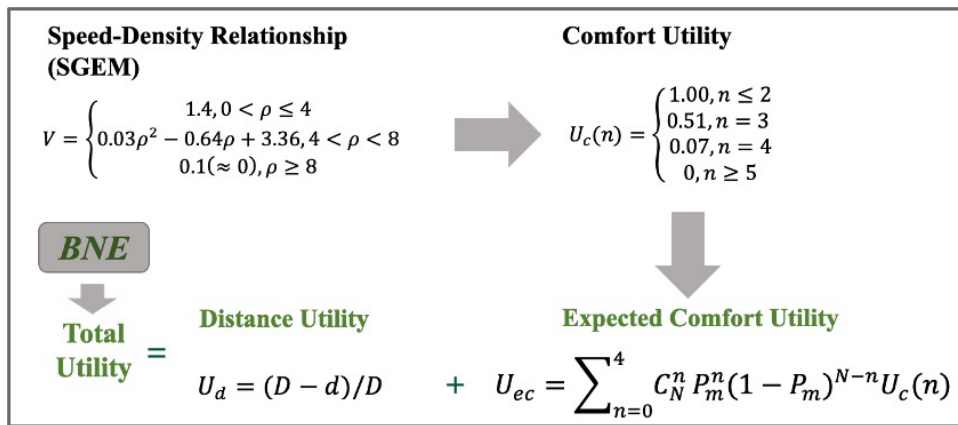 Speed-Density Relationship
(SGEM)
Comfort Utility
V = { 1.4, 0 < ρ ≤ 4
0.03ρ² − 0.64ρ + 3.36, 4 < ρ < 8
0.1(≈ 0), ρ ≥ 8
U_c(n) = { 1.00, n ≤ 2
0.51, n = 3
0.07, n = 4
0, n ≥ 5
BNE
Total
Utility
=
Distance Utility
U_d = (D − d)/D
+
Expected Comfort Utility
U_ec = ∑_{n=0}^{4} C_N^n P_m^n (1 − P_m)^{N−n} U_c(n)